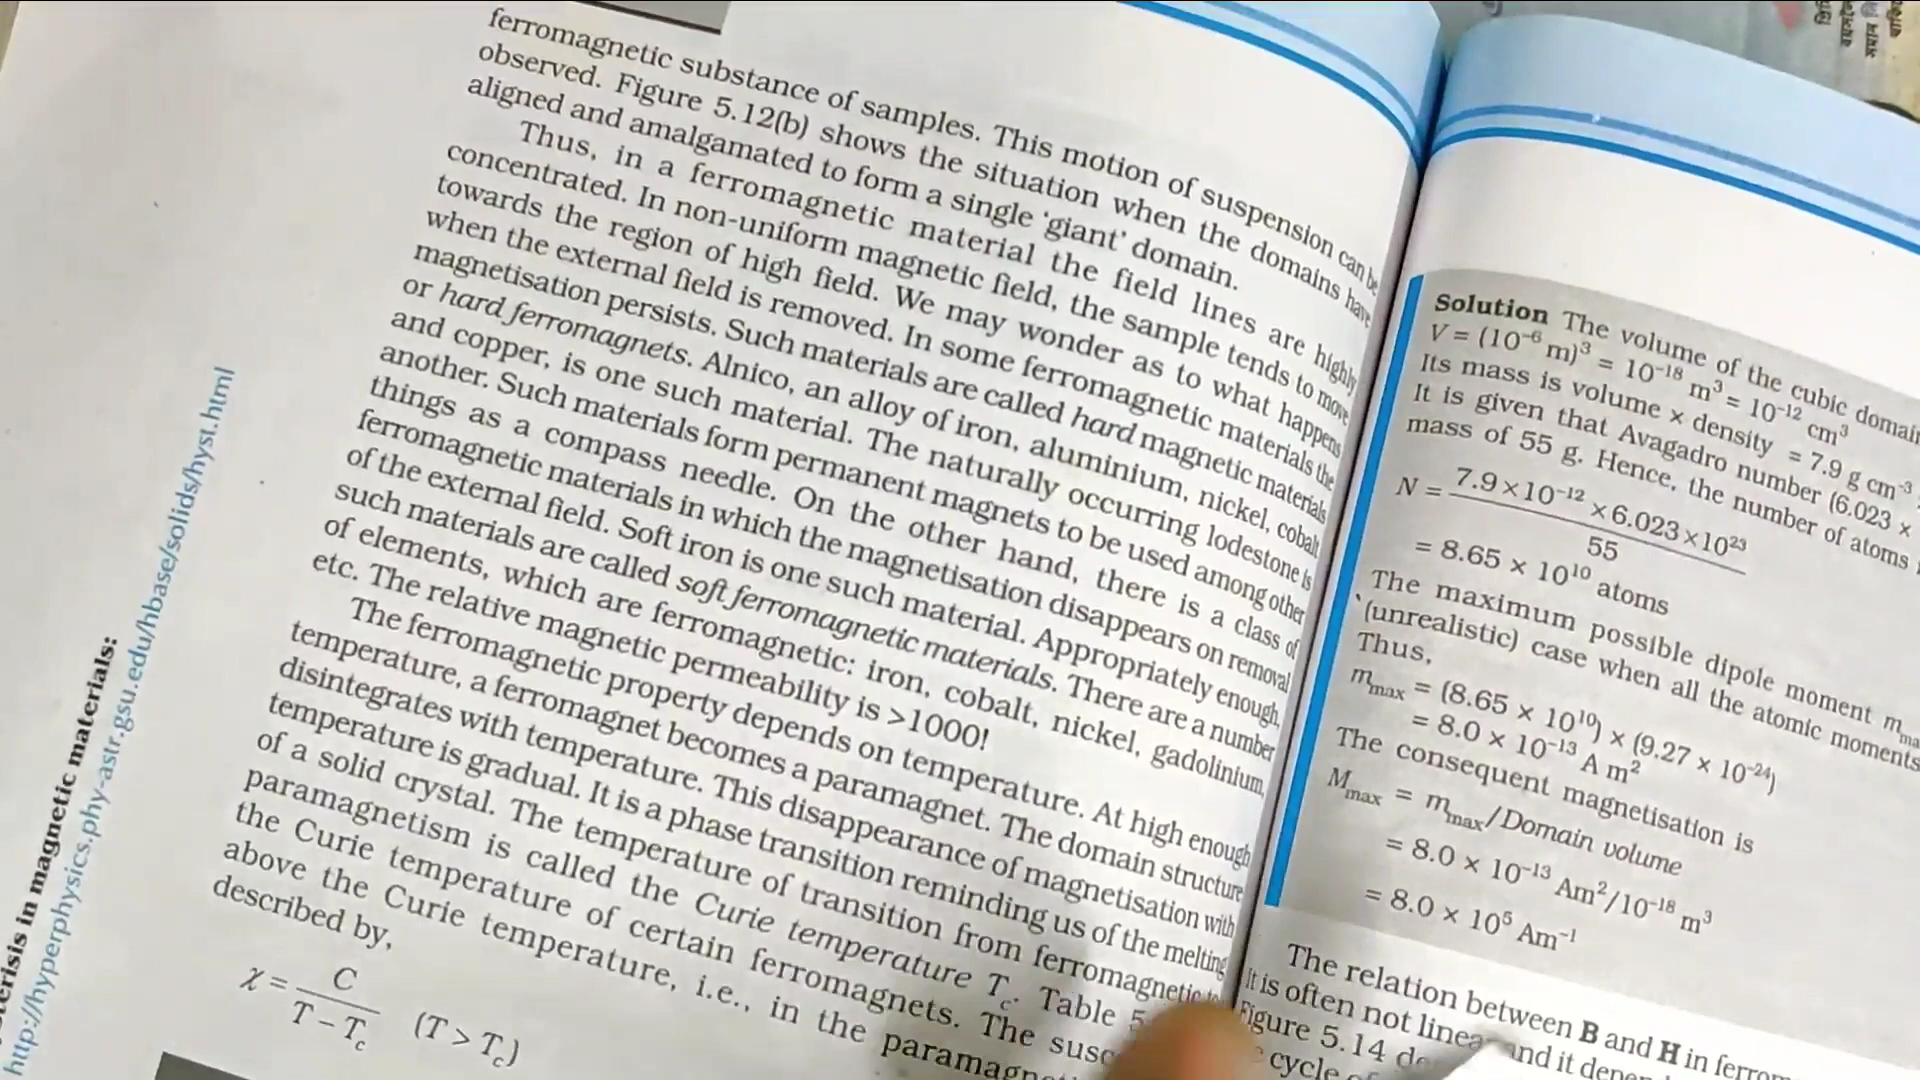 ferromagnetic substance of samples. This motion of suspension can be
observed. Figure 5.12(b) shows the situation when the domains have
aligned and amalgamated to form a single 'giant' domain.
Thus, in a ferromagnetic material the field lines are highly
concentrated. In non-uniform magnetic field, the sample tends to move
towards the region of high field. We may wonder as to what happens
when the external field is removed. In some ferromagnetic materials the
magnetisation persists. Such materials are called hard magnetic materials
or hard ferromagnets. Alnico, an alloy of iron, aluminium, nickel, cobalt
and copper, is one such material. The naturally occurring lodestone is
another. Such materials form permanent magnets to be used among other
things as a compass needle. On the other hand, there is a class of
ferromagnetic materials in which the magnetisation disappears on removal
of the external field. Soft iron is one such material. Appropriately enough,
such materials are called soft ferromagnetic materials. There are a number
of elements, which are ferromagnetic: iron, cobalt, nickel, gadolinium,
etc. The relative magnetic permeability is >1000!
The ferromagnetic property depends on temperature. At high enough
temperature, a ferromagnet becomes a paramagnet. The domain structure
disintegrates with temperature. This disappearance of magnetisation with
temperature is gradual. It is a phase transition reminding us of the melting
of a solid crystal. The temperature of transition from ferromagnetic to
paramagnetism is called the Curie temperature Tc. Table 5
the Curie temperature of certain ferromagnets. The susc
above the Curie temperature, i.e., in the paramagne
described by,
χ = C / (T − Tc) (T > Tc)
terisis in magnetic materials:
http://hyperphysics.phy-astr.gsu.edu/hbase/solids/hyst.html
Solution The volume of the cubic domain
V = (10⁻⁶ m)³ = 10⁻¹⁸ m³ = 10⁻¹² cm³
Its mass is volume × density = 7.9 g cm⁻³
It is given that Avagadro number (6.023 ×
mass of 55 g. Hence, the number of atoms
N = 7.9×10⁻¹² ×6.023×10²³ / 55
= 8.65 × 10¹⁰ atoms
The maximum possible dipole moment m
(unrealistic) case when all the atomic moments
Thus,
mmax = (8.65 × 10¹⁰) × (9.27 × 10⁻²⁴)
= 8.0 × 10⁻¹³ A m²
The consequent magnetisation is
Mmax = mmax/Domain volume
= 8.0 × 10⁻¹³ Am²/10⁻¹⁸ m³
= 8.0 × 10⁵ Am⁻¹
The relation between B and H in ferrom
It is often not linear and it depen
Figure 5.14 de
cycle of